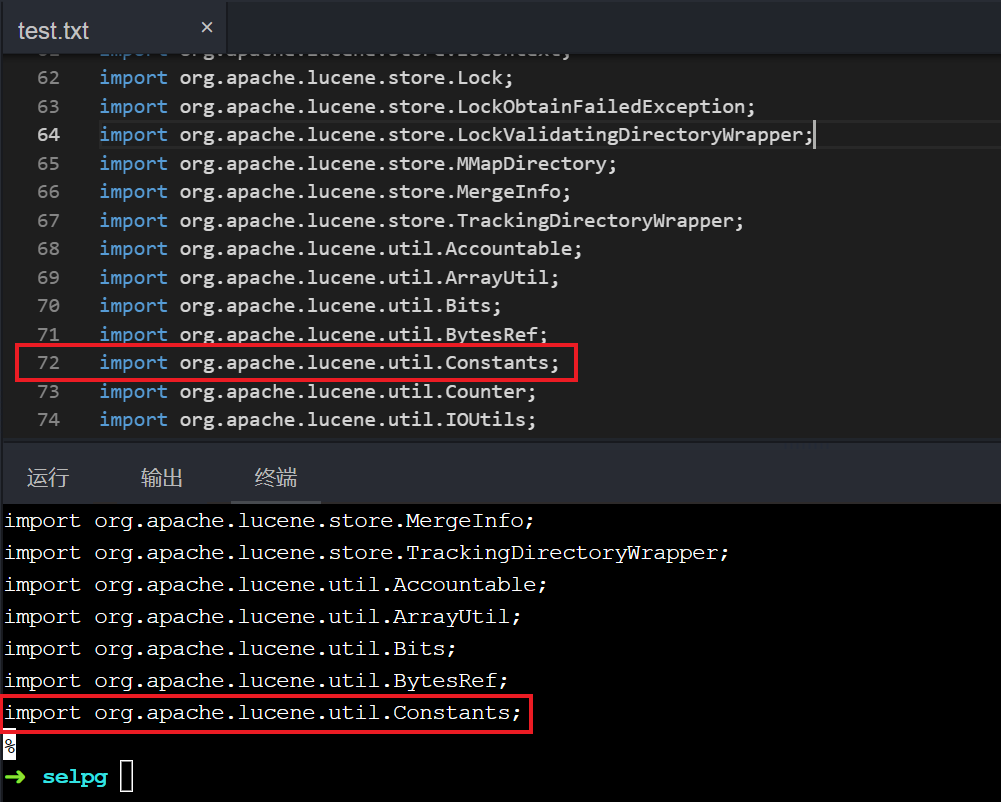 test.txt ×
62 import org.apache.lucene.store.Lock;
63 import org.apache.lucene.store.LockObtainFailedException;
64 import org.apache.lucene.store.LockValidatingDirectoryWrapper;
65 import org.apache.lucene.store.MMapDirectory;
66 import org.apache.lucene.store.MergeInfo;
67 import org.apache.lucene.store.TrackingDirectoryWrapper;
68 import org.apache.lucene.util.Accountable;
69 import org.apache.lucene.util.ArrayUtil;
70 import org.apache.lucene.util.Bits;
71 import org.apache.lucene.util.BytesRef;
72 import org.apache.lucene.util.Constants;
73 import org.apache.lucene.util.Counter;
74 import org.apache.lucene.util.IOUtils;
运行 输出 终端
import org.apache.lucene.store.MergeInfo;
import org.apache.lucene.store.TrackingDirectoryWrapper;
import org.apache.lucene.util.Accountable;
import org.apache.lucene.util.ArrayUtil;
import org.apache.lucene.util.Bits;
import org.apache.lucene.util.BytesRef;
import org.apache.lucene.util.Constants;
%
➜ selpg